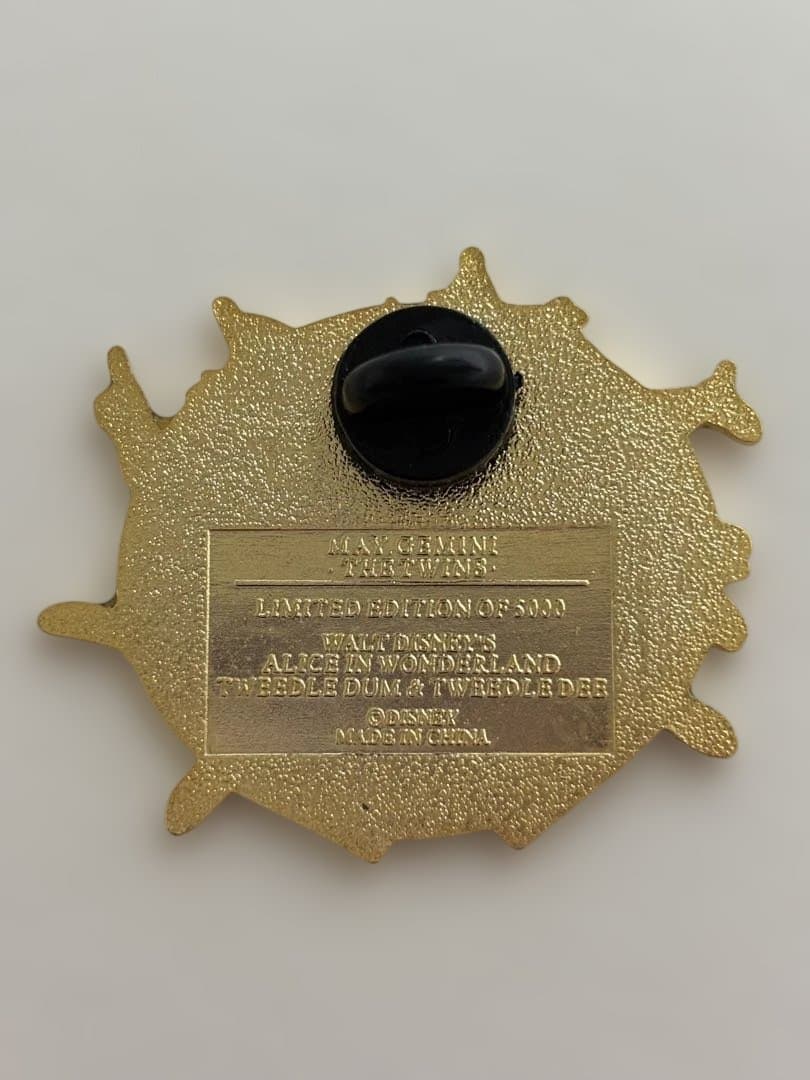 MAY. GEMINI
· THE TWINS ·
LIMITED EDITION OF 5000
WALT DISNEY'S
ALICE IN WONDERLAND
TWEEDLE DUM & TWEEDLE DEE
© DISNEY
MADE IN CHINA